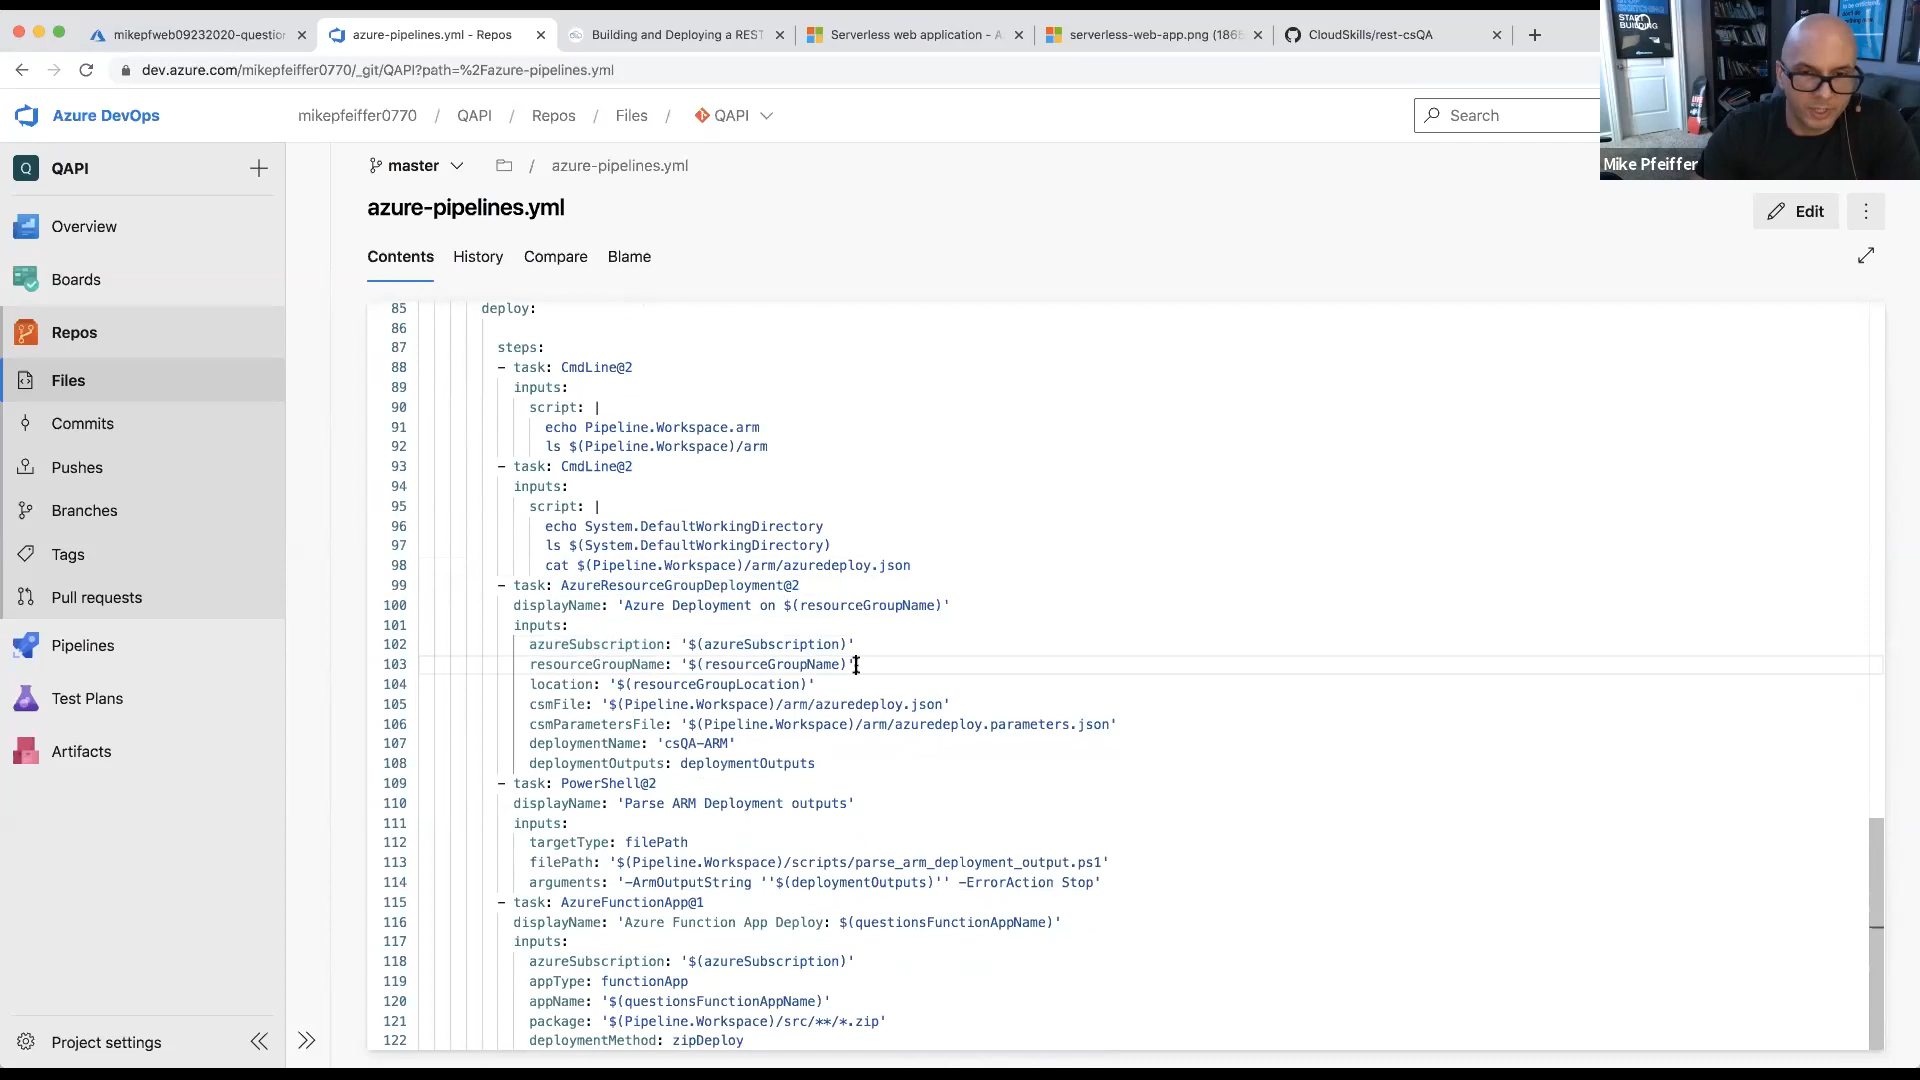 mikepfweb09232020-question
azure-pipelines.yml - Repos
Building and Deploying a REST
Serverless web application - A
serverless-web-app.png (1865
CloudSkills/rest-csQA
dev.azure.com/mikepfeiffer0770/_git/QAPI?path=%2Fazure-pipelines.yml
START
BUILDING
Mike Pfeiffer
Azure DevOps
mikepfeiffer0770 / QAPI / Repos / Files / QAPI
Search
Q QAPI
Overview
Boards
Repos
Files
Commits
Pushes
Branches
Tags
Pull requests
Pipelines
Test Plans
Artifacts
Project settings
master / azure-pipelines.yml
azure-pipelines.yml
Edit
Contents History Compare Blame
85 deploy:
86
87 steps:
88 - task: CmdLine@2
89 inputs:
90 script: |
91 echo Pipeline.Workspace.arm
92 ls $(Pipeline.Workspace)/arm
93 - task: CmdLine@2
94 inputs:
95 script: |
96 echo System.DefaultWorkingDirectory
97 ls $(System.DefaultWorkingDirectory)
98 cat $(Pipeline.Workspace)/arm/azuredeploy.json
99 - task: AzureResourceGroupDeployment@2
100 displayName: 'Azure Deployment on $(resourceGroupName)'
101 inputs:
102 azureSubscription: '$(azureSubscription)'
103 resourceGroupName: '$(resourceGroupName)'
104 location: '$(resourceGroupLocation)'
105 csmFile: '$(Pipeline.Workspace)/arm/azuredeploy.json'
106 csmParametersFile: '$(Pipeline.Workspace)/arm/azuredeploy.parameters.json'
107 deploymentName: 'csQA-ARM'
108 deploymentOutputs: deploymentOutputs
109 - task: PowerShell@2
110 displayName: 'Parse ARM Deployment outputs'
111 inputs:
112 targetType: filePath
113 filePath: '$(Pipeline.Workspace)/scripts/parse_arm_deployment_output.ps1'
114 arguments: '-ArmOutputString ''$(deploymentOutputs)'' -ErrorAction Stop'
115 - task: AzureFunctionApp@1
116 displayName: 'Azure Function App Deploy: $(questionsFunctionAppName)'
117 inputs:
118 azureSubscription: '$(azureSubscription)'
119 appType: functionApp
120 appName: '$(questionsFunctionAppName)'
121 package: '$(Pipeline.Workspace)/src/**/*.zip'
122 deploymentMethod: zipDeploy